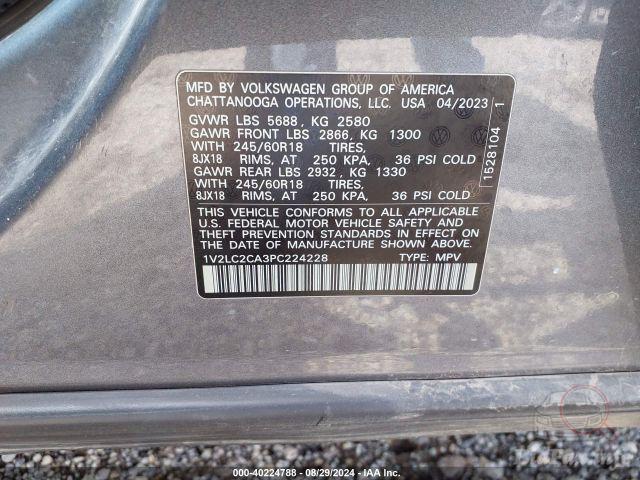 MFD BY VOLKSWAGEN GROUP OF AMERICA
CHATTANOOGA OPERATIONS, LLC. USA 04/2023
GVWR LBS 5688, KG 2580
GAWR FRONT LBS 2866, KG 1300
WITH 245/60R18 TIRES,
8JX18 RIMS, AT 250 KPA, 36 PSI COLD
GAWR REAR LBS 2932, KG 1330
WITH 245/60R18 TIRES,
8JX18 RIMS, AT 250 KPA, 36 PSI COLD
THIS VEHICLE CONFORMS TO ALL APPLICABLE
U.S. FEDERAL MOTOR VEHICLE SAFETY AND
THEFT PREVENTION STANDARDS IN EFFECT ON
THE DATE OF MANUFACTURE SHOWN ABOVE.
1V2LC2CA3PC224228 TYPE: MPV
1528104 1
000-40224788 - 08/29/2024 - IAA Inc.